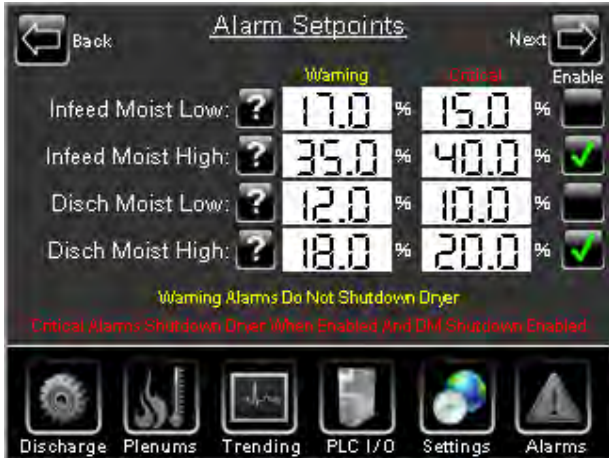 Alarm Setpoints
Back
Next
Warning Critical Enable
Infeed Moist Low: ? 17.0 % 15.0 %
Infeed Moist High: ? 35.0 % 40.0 %
Disch Moist Low: ? 12.0 % 10.0 %
Disch Moist High: ? 18.0 % 20.0 %
Warning Alarms Do Not Shutdown Dryer
Critical Alarms Shutdown Dryer When Enabled And DM Shutdown Enabled
Discharge Plenums Trending PLC I/O Settings Alarms